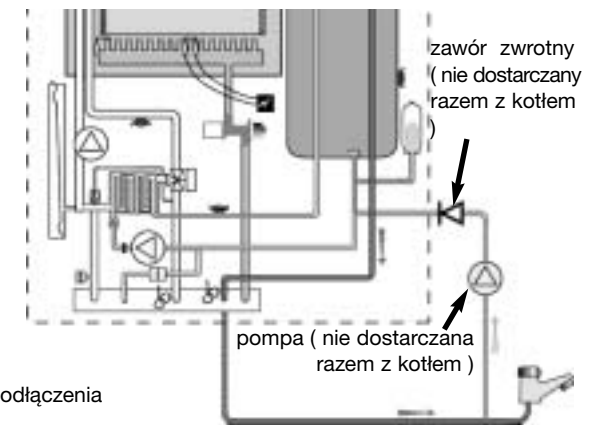 zawór zwrotny
( nie dostarczany
razem z kotłem
)
pompa ( nie dostarczana
razem z kotłem )
odłączenia